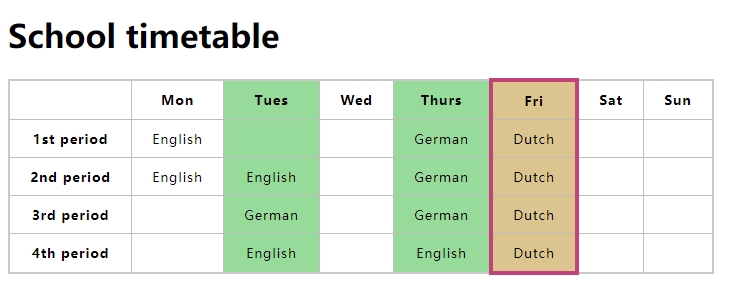 School timetable
Mon Tues Wed Thurs Fri Sat Sun
1st period English German Dutch
2nd period English English German Dutch
3rd period German German Dutch
4th period English English Dutch